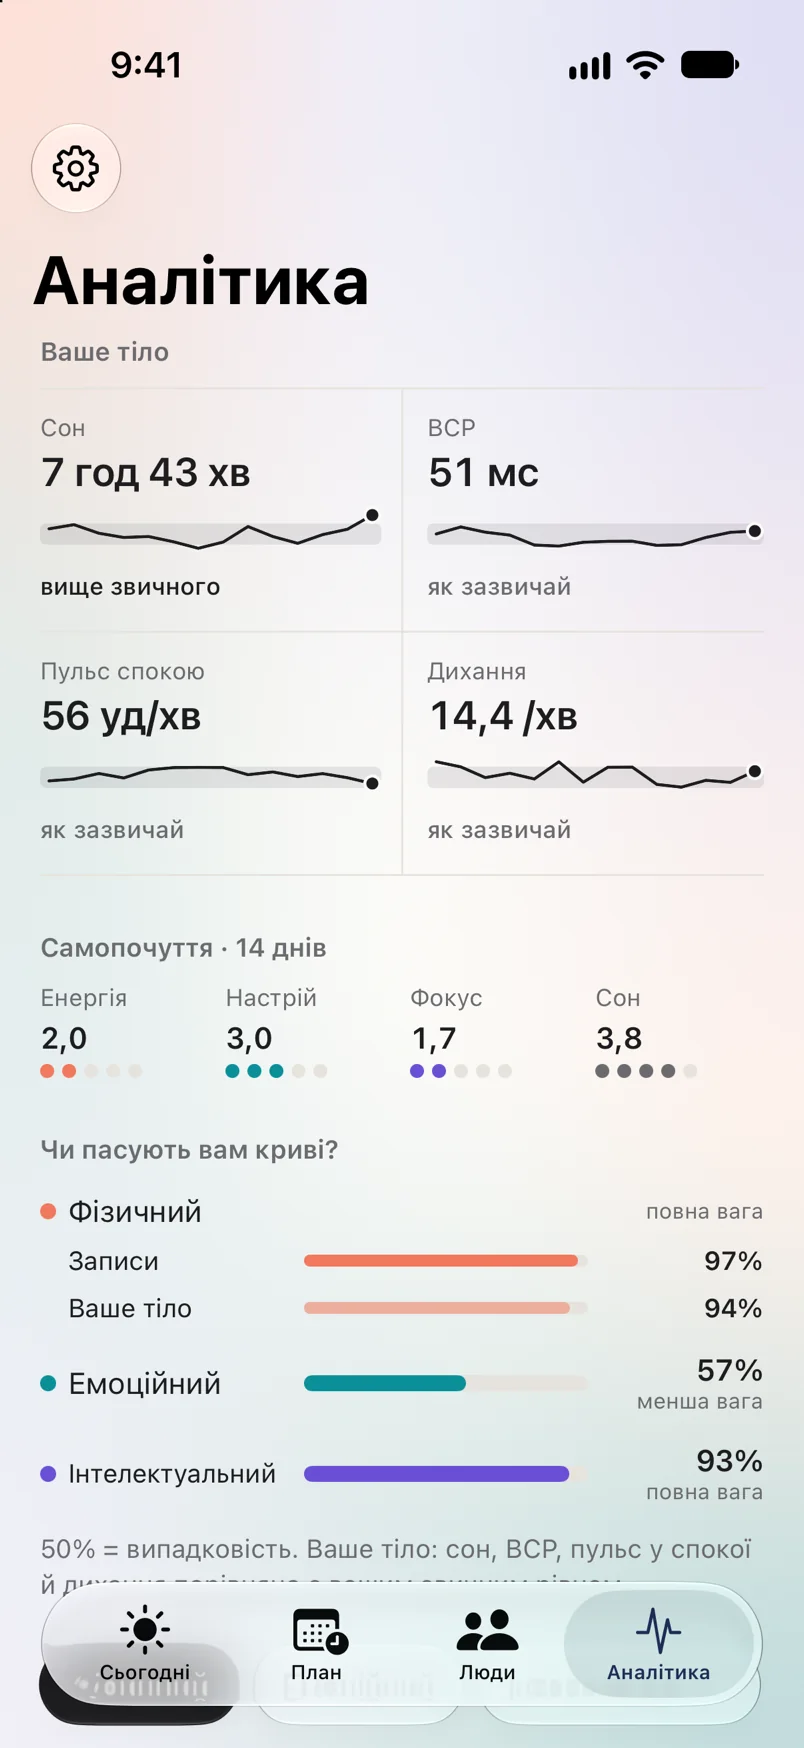 9:41
Аналітика
Ваше тіло
Сон
7 год 43 хв
вище звичного
ВСР
51 мс
як зазвичай
Пульс спокою
56 уд/хв
як зазвичай
Дихання
14,4 /хв
як зазвичай
Самопочуття · 14 днів
Енергія
2,0
Настрій
3,0
Фокус
1,7
Сон
3,8
Чи пасують вам криві?
Фізичний
повна вага
Записи
97%
Ваше тіло
94%
Емоційний
57%
менша вага
Інтелектуальний
93%
повна вага
50% = випадковість. Ваше тіло: сон, ВСР, пульс у спокої
й дихання
Сьогодні
План
Люди
Аналітика